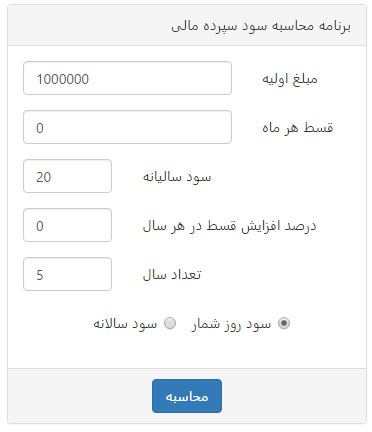 برنامه محاسبه سود سپرده مالی
مبلغ اولیه 1000000
قسط هر ماه 0
سود سالیانه 20
درصد افزایش قسط در هر سال 0
تعداد سال 5
سود روز شمار سود سالانه
محاسبه